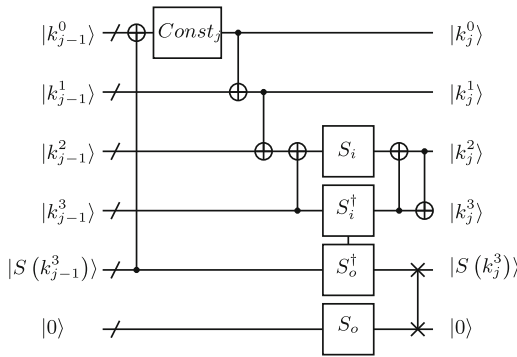 |k⁰ⱼ₋₁⟩ Constⱼ |k⁰ⱼ⟩
|k¹ⱼ₋₁⟩ |k¹ⱼ⟩
|k²ⱼ₋₁⟩ Sᵢ |k²ⱼ⟩
|k³ⱼ₋₁⟩ Sᵢ† |k³ⱼ⟩
|S (k³ⱼ₋₁)⟩ Sₒ† |S (k³ⱼ)⟩
|0⟩ Sₒ |0⟩